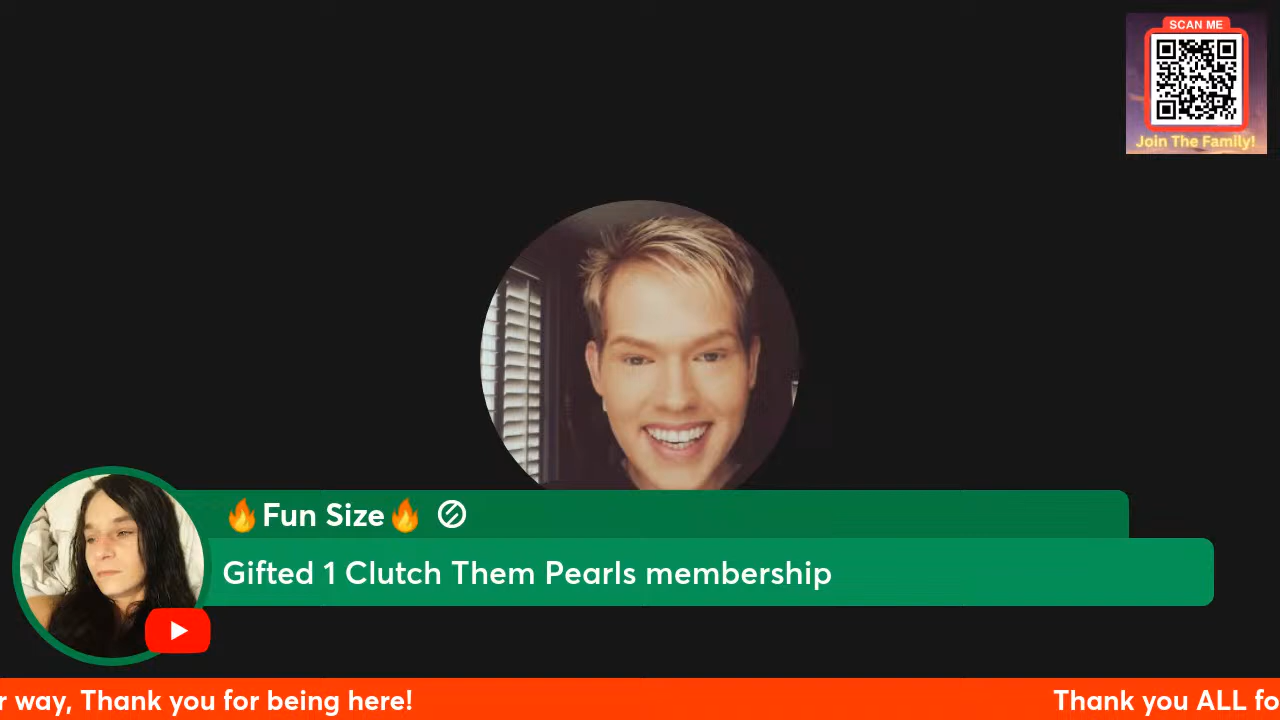 SCAN ME
Join The Family!
🔥Fun Size🔥
Gifted 1 Clutch Them Pearls membership
r way, Thank you for being here!
Thank you ALL fo